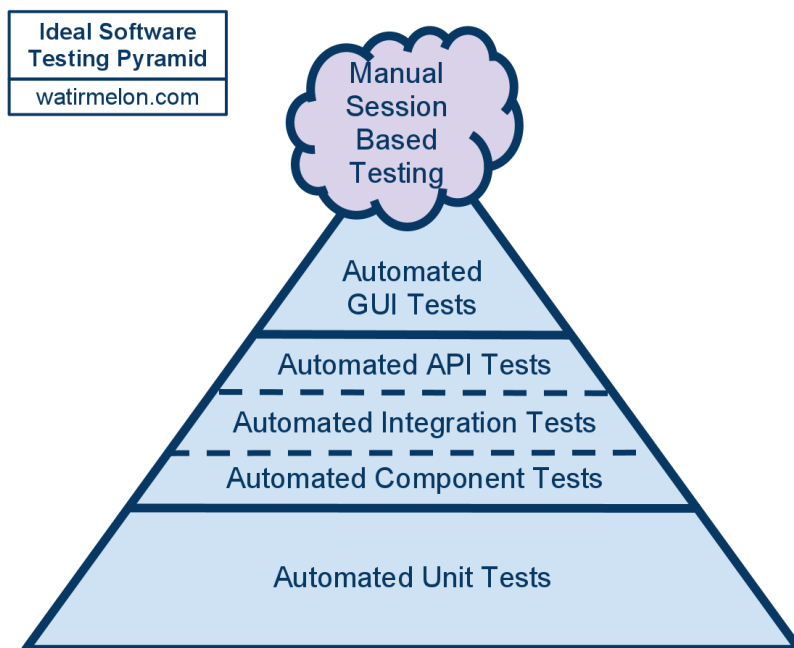 Ideal Software
Testing Pyramid
watirmelon.com
Manual
Session
Based
Testing
Automated
GUI Tests
Automated API Tests
Automated Integration Tests
Automated Component Tests
Automated Unit Tests